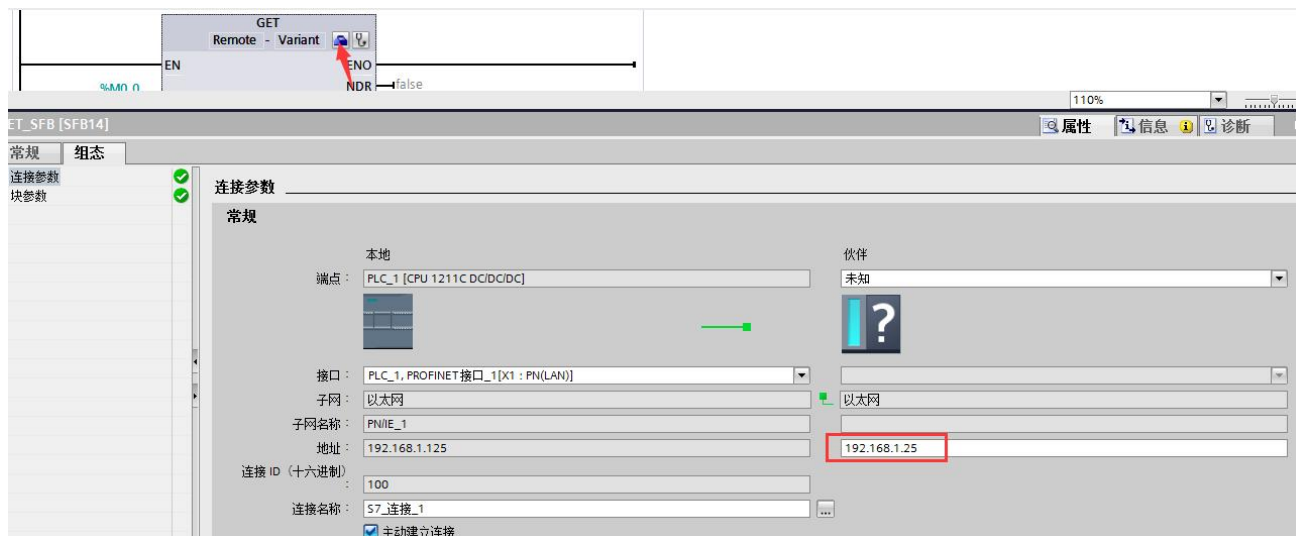 GET
Remote - Variant
EN
ENO
%M0.0
NDR
false
110%
ET_SFB [SFB14]
属性
信息
诊断
常规
组态
连接参数
块参数
连接参数
常规
本地
伙伴
端点：
PLC_1 [CPU 1211C DC/DC/DC]
未知
?
接口：
PLC_1, PROFINET接口_1[X1 : PN(LAN)]
子网：
以太网
以太网
子网名称：
PN/IE_1
地址：
192.168.1.125
192.168.1.25
连接 ID（十六进制）
：
100
连接名称：
S7_连接_1
...
主动建立连接